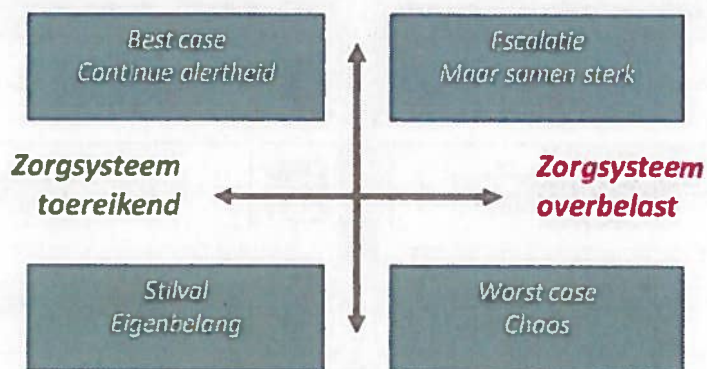 Best case
Continue alertheid
Escalatie
Maar samen sterk
Zorgsysteem
toereikend
Zorgsysteem
overbelast
Stilval
Eigenbelang
Worst case
Chaos